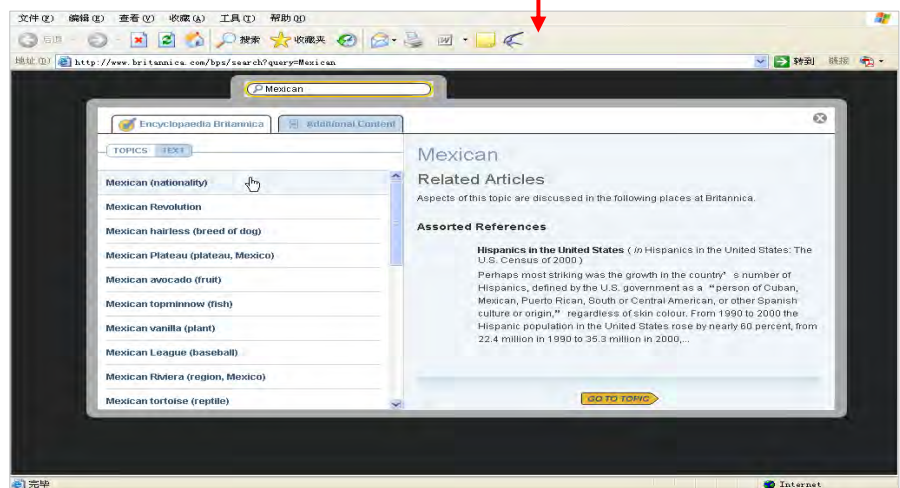 文件(F) 编辑(E) 查看(V) 收藏(A) 工具(T) 帮助(H)
后退 搜索 收藏夹
地址(D) http://www.britannica.com/bps/search?query=Mexican 转到 链接
Mexican
Encyclopaedia Britannica Additional Content
TOPICS TEXT
Mexican (nationality)
Mexican Revolution
Mexican hairless (breed of dog)
Mexican Plateau (plateau, Mexico)
Mexican avocado (fruit)
Mexican topminnow (fish)
Mexican vanilla (plant)
Mexican League (baseball)
Mexican Riviera (region, Mexico)
Mexican tortoise (reptile)
Mexican
Related Articles
Aspects of this topic are discussed in the following places at Britannica.
Assorted References
Hispanics in the United States ( in Hispanics in the United States: The
U.S. Census of 2000 )
Perhaps most striking was the growth in the country’ s number of
Hispanics, defined by the U.S. government as a “person of Cuban,
Mexican, Puerto Rican, South or Central American, or other Spanish
culture or origin,” regardless of skin colour. From 1990 to 2000 the
Hispanic population in the United States rose by nearly 60 percent, from
22.4 million in 1990 to 35.3 million in 2000,...
GO TO TOPIC
完毕 Internet